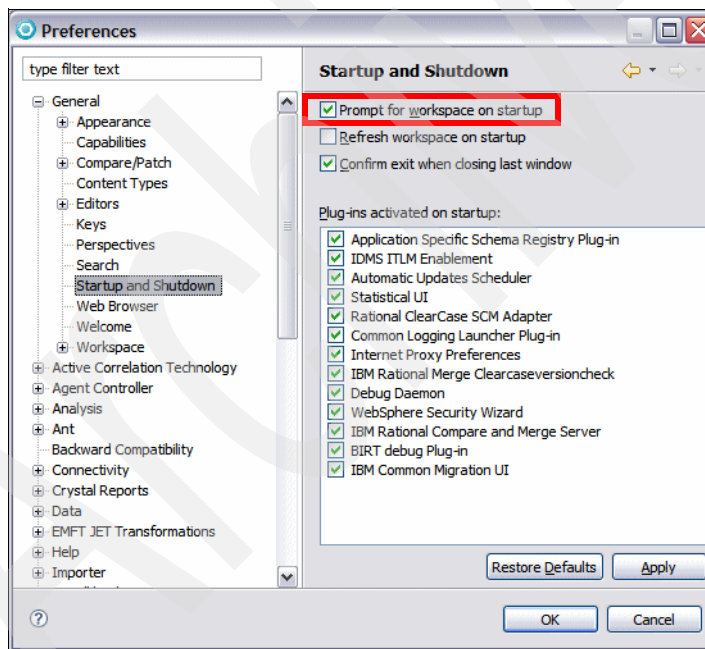 Preferences
type filter text
General
Appearance
Capabilities
Compare/Patch
Content Types
Editors
Keys
Perspectives
Search
Startup and Shutdown
Web Browser
Welcome
Workspace
Active Correlation Technology
Agent Controller
Analysis
Ant
Backward Compatibility
Connectivity
Crystal Reports
Data
EMFT JET Transformations
Help
Importer
Startup and Shutdown
Prompt for workspace on startup
Refresh workspace on startup
Confirm exit when closing last window
Plug-ins activated on startup:
Application Specific Schema Registry Plug-in
IDMS ITLM Enablement
Automatic Updates Scheduler
Statistical UI
Rational ClearCase SCM Adapter
Common Logging Launcher Plug-in
Internet Proxy Preferences
IBM Rational Merge Clearcaseversioncheck
Debug Daemon
WebSphere Security Wizard
IBM Rational Compare and Merge Server
BIRT debug Plug-in
IBM Common Migration UI
Restore Defaults
Apply
OK
Cancel